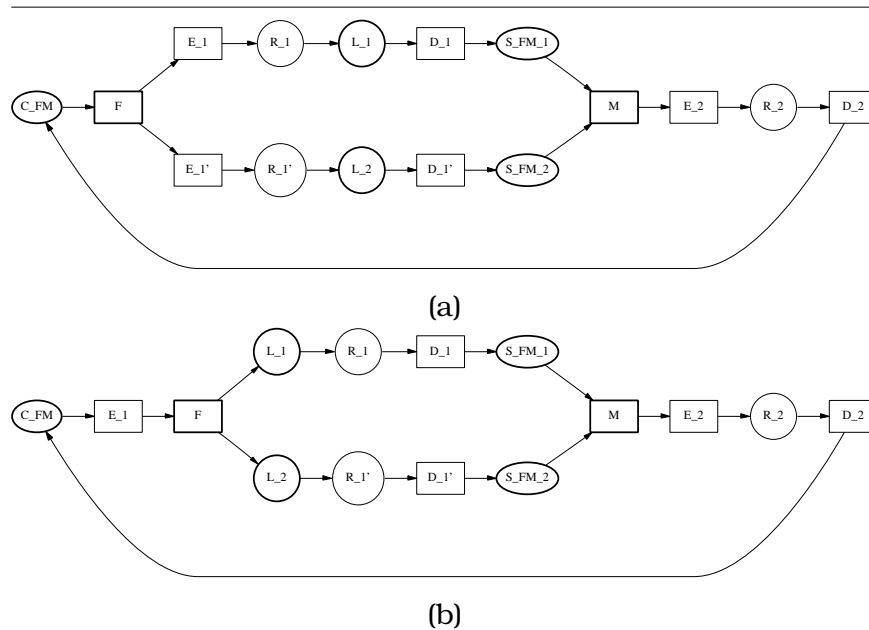 E_1 R_1 L_1 D_1 S_FM_1
C_FM F M E_2 R_2 D_2
E_1' R_1' L_2 D_1' S_FM_2
(a)
L_1 R_1 D_1 S_FM_1
C_FM E_1 F M E_2 R_2 D_2
L_2 R_1' D_1' S_FM_2
(b)